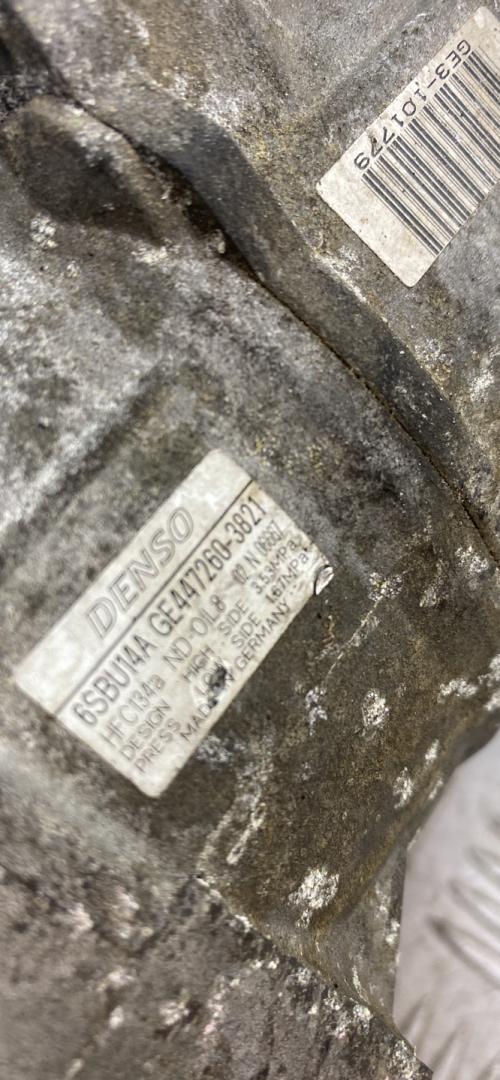 GE3-101779
DENSO
6SBU14A GE447260-3821
HFC134a ND-OIL8
DESIGN HIGH SIDE 3.53MPa
PRESS LOW SIDE 1.67MPa
MADE IN GERMANY